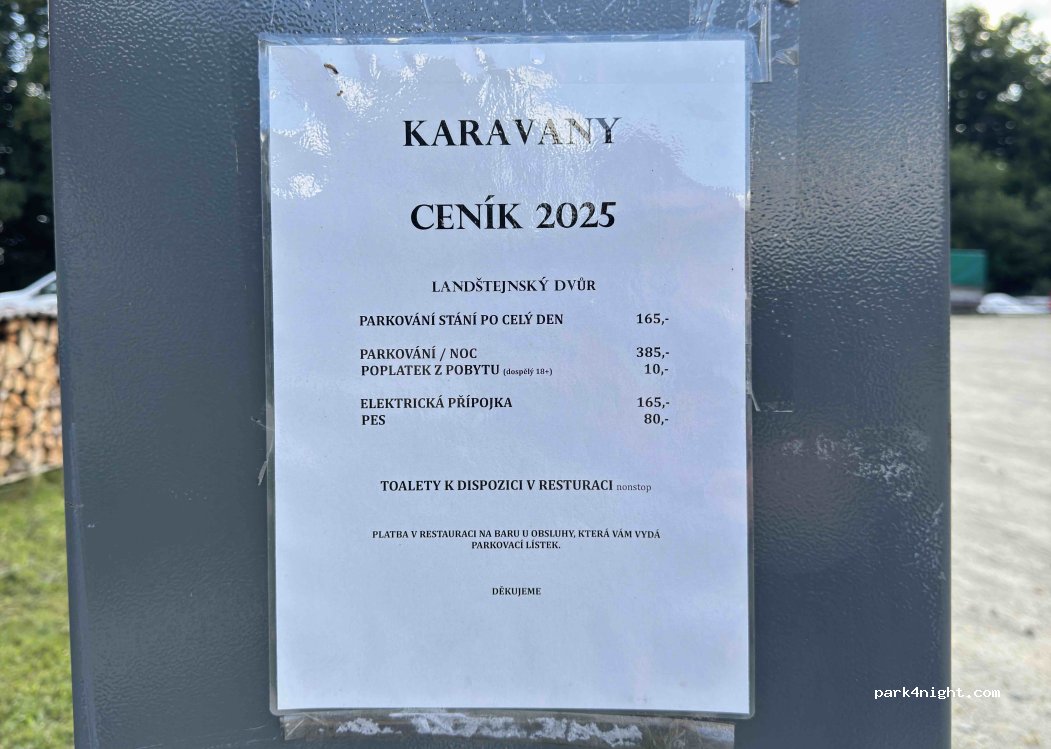 KARAVANY
CENÍK 2025
LANDŠTEJNSKÝ DVŮR
PARKOVÁNÍ STÁNÍ PO CELÝ DEN 165,-
PARKOVÁNÍ / NOC 385,-
POPLATEK Z POBYTU (dospělý 18+) 10,-
ELEKTRICKÁ PŘÍPOJKA 165,-
PES 80,-
TOALETY K DISPOZICI V RESTURACI nonstop
PLATBA V RESTAURACI NA BARU U OBSLUHY, KTERÁ VÁM VYDÁ
PARKOVACÍ LÍSTEK.
DĚKUJEME
park4night.com